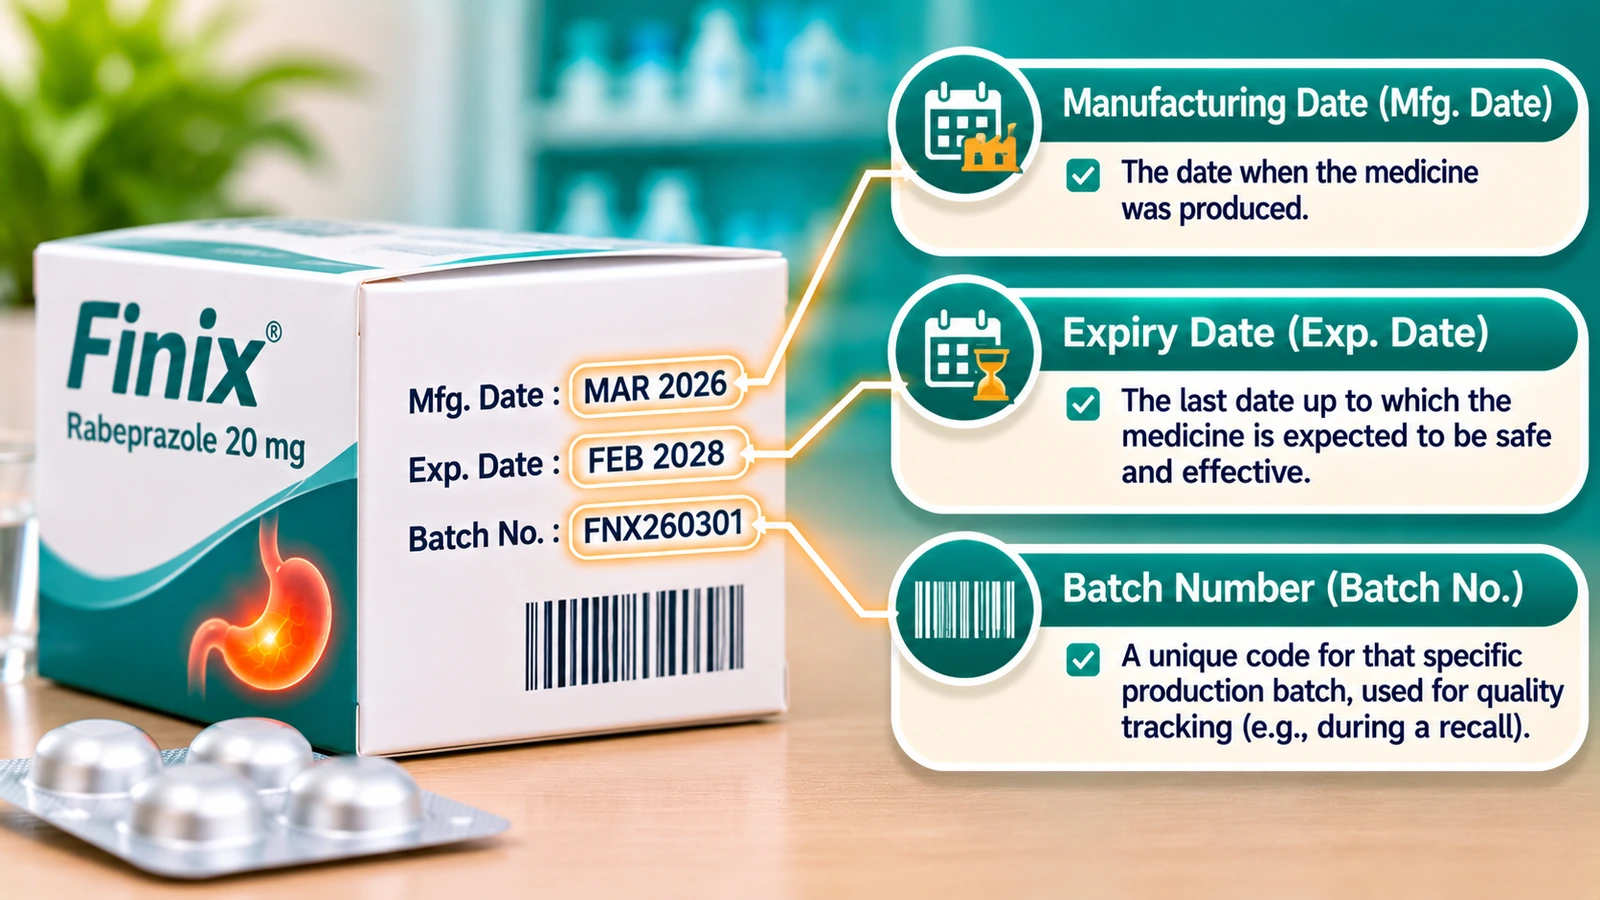 Finix®
Rabeprazole 20 mg
Mfg. Date : MAR 2026
Exp. Date : FEB 2028
Batch No. : FNX260301
Manufacturing Date (Mfg. Date)
The date when the medicine
was produced.
Expiry Date (Exp. Date)
The last date up to which the
medicine is expected to be safe
and effective.
Batch Number (Batch No.)
A unique code for that specific
production batch, used for quality
tracking (e.g., during a recall).